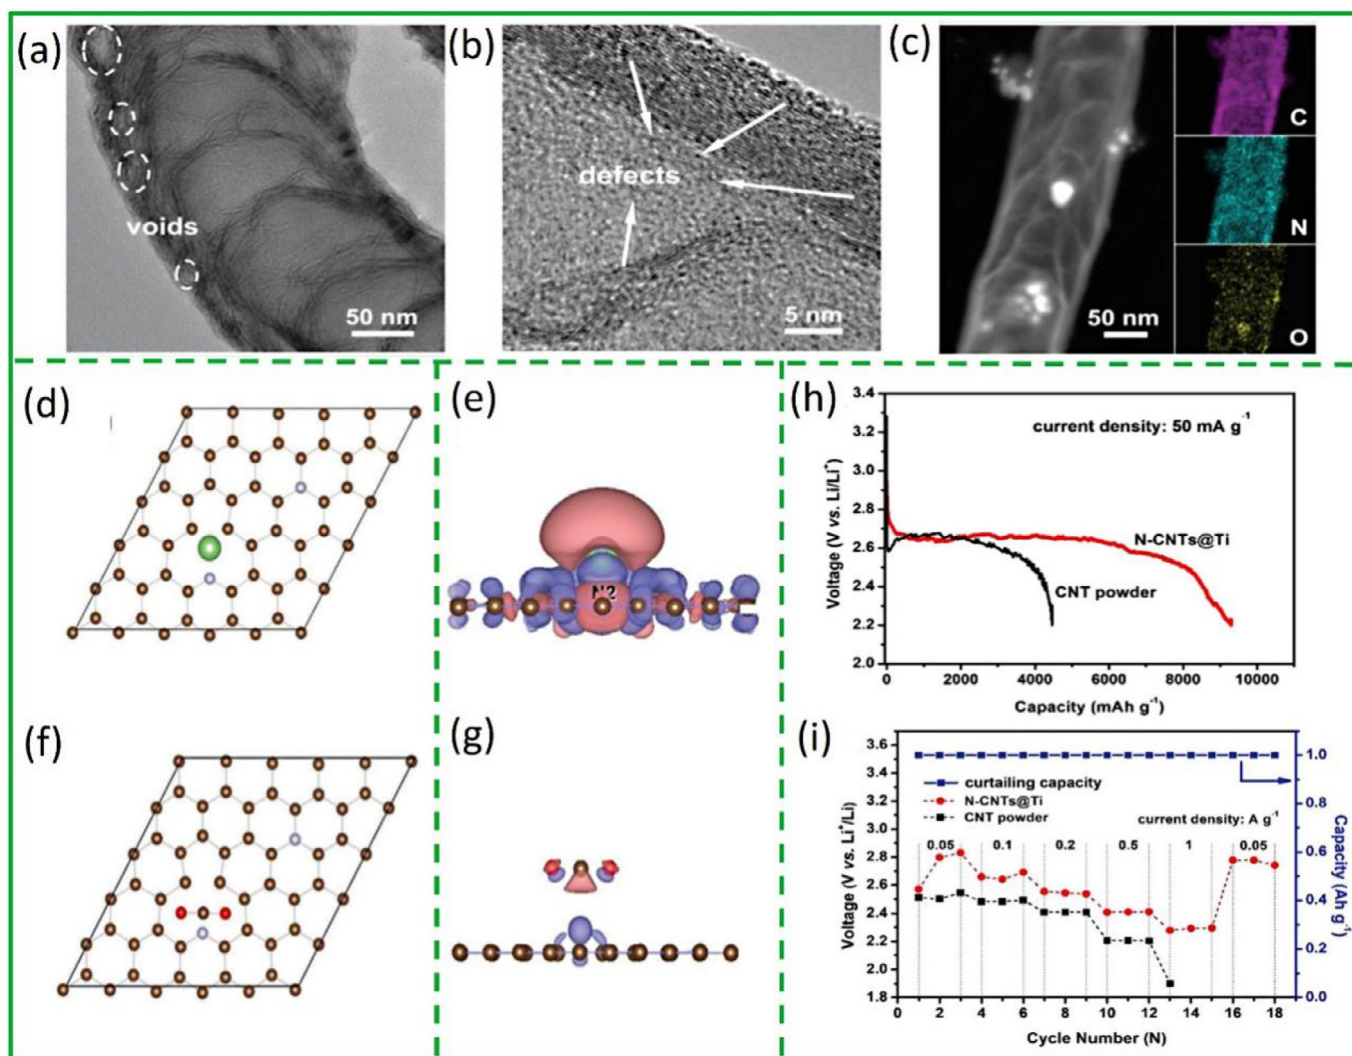 (a)
voids
50 nm
(b)
defects
5 nm
(c)
50 nm
C
N
O
(d)
(e)
N2
(f)
(g)
(h)
current density: 50 mA g⁻¹
N-CNTs@Ti
CNT powder
Voltage (V vs. Li/Li⁺)
3.4
3.2
3.0
2.8
2.6
2.4
2.2
2.0
0 2000 4000 6000 8000 10000
Capacity (mAh g⁻¹)
(i)
curtailing capacity
N-CNTs@Ti
CNT powder
current density: A g⁻¹
0.05 0.1 0.2 0.5 1 0.05
Voltage (V vs. Li⁺/Li)
3.6
3.4
3.2
3.0
2.8
2.6
2.4
2.2
2.0
1.8
Capacity (Ah g⁻¹)
1.0
0.8
0.6
0.4
0.2
0.0
2 4 6 8 10 12 14 16 18
Cycle Number (N)